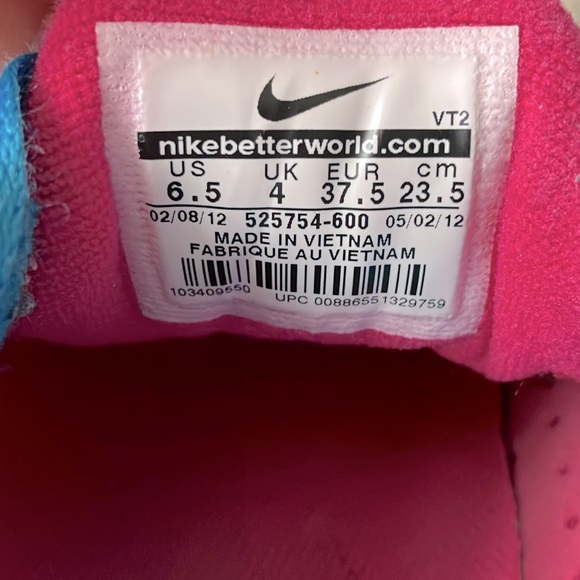 VT2
nikebetterworld.com
US UK EUR cm
6.5 4 37.5 23.5
02/08/12 525754-600 05/02/12
MADE IN VIETNAM
FABRIQUE AU VIETNAM
103409550 UPC 00886551329759